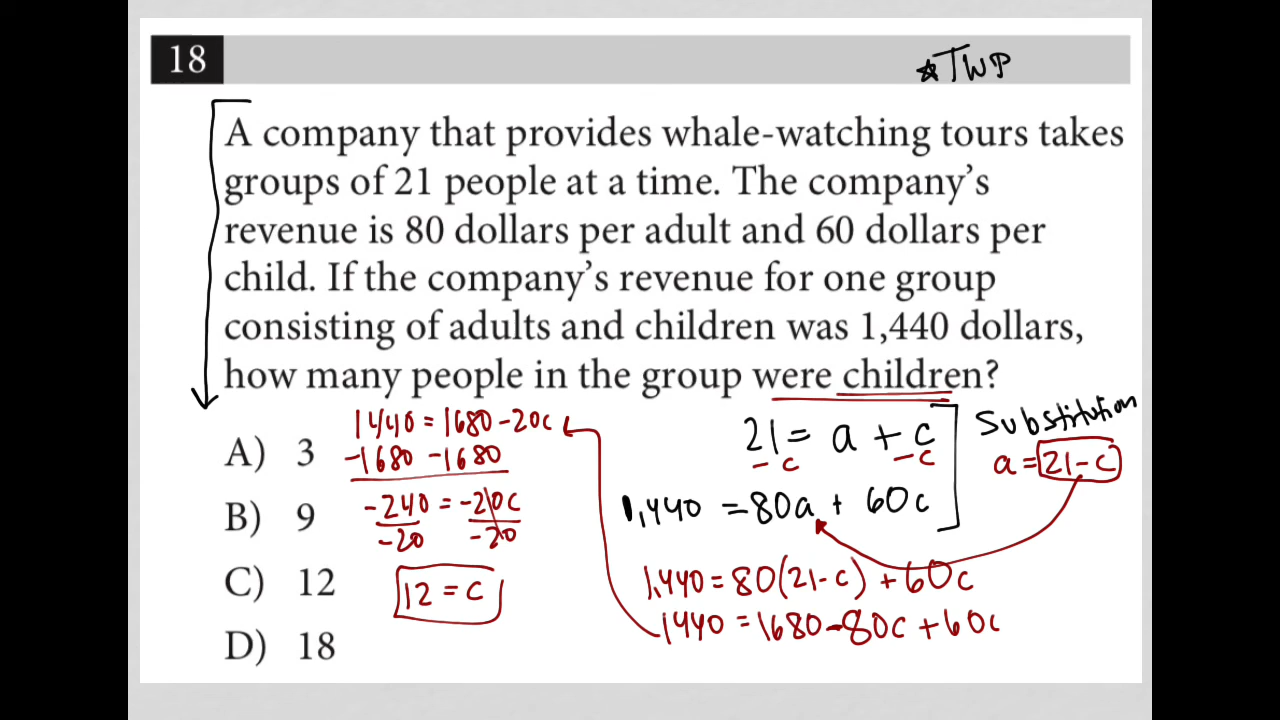 18
☆TWP
A company that provides whale-watching tours takes
groups of 21 people at a time. The company's
revenue is 80 dollars per adult and 60 dollars per
child. If the company's revenue for one group
consisting of adults and children was 1,440 dollars,
how many people in the group were children?
A) 3
B) 9
C) 12
D) 18
1440 = 1680 - 20c
-1680 -1680
-240 = -20c
-20 -20
12 = c
21 = a + c
- c - c
1,440 = 80a + 60c
Substitution
a = 21 - c
1,440 = 80(21 - c) + 60c
1440 = 1680 - 80c + 60c